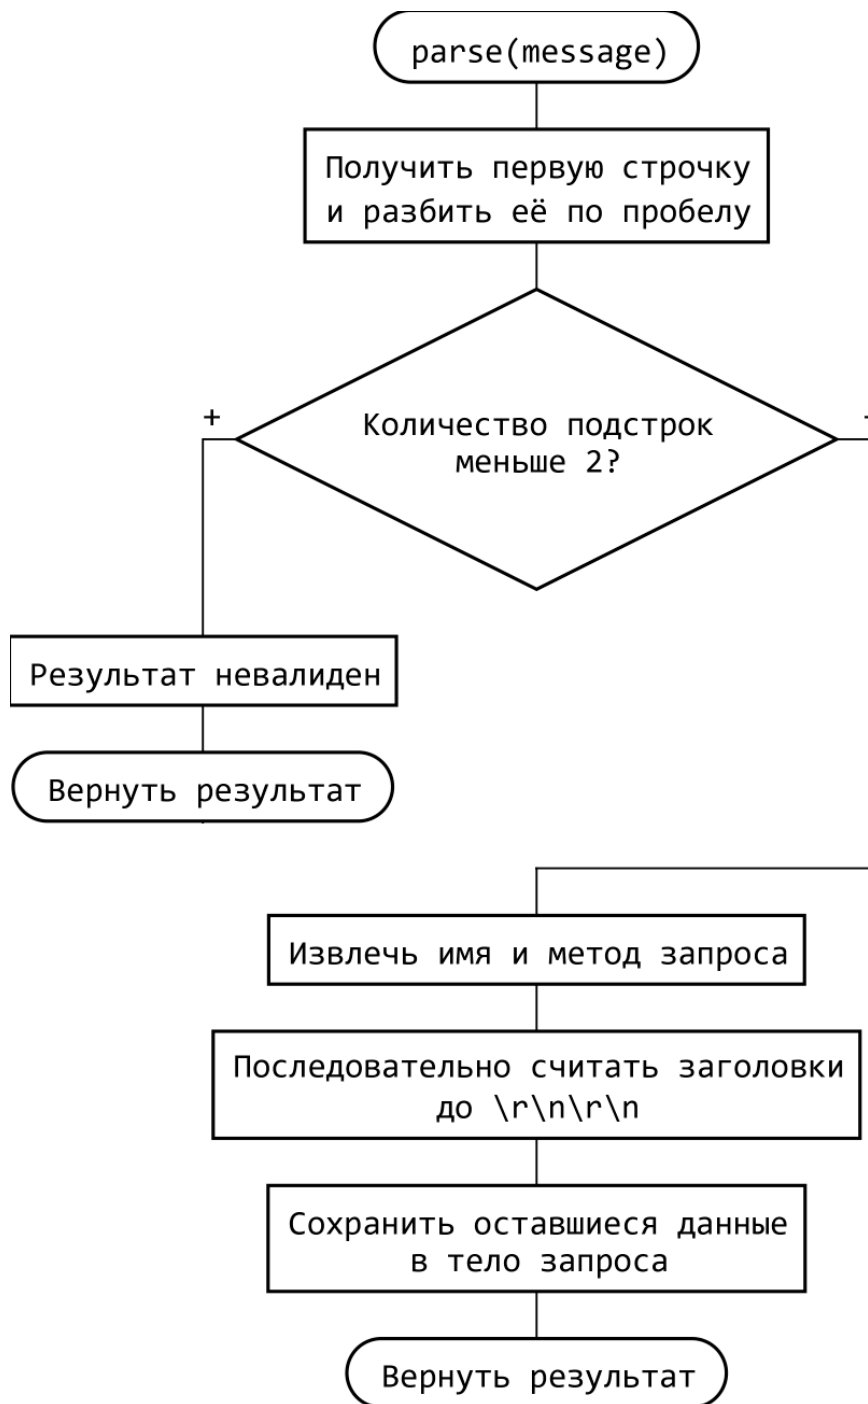 parse(message)
Получить первую строчку
и разбить её по пробелу
+
Количество подстрок
меньше 2?
Результат невалиден
Вернуть результат
Извлечь имя и метод запроса
Последовательно считать заголовки
до \r\n\r\n
Сохранить оставшиеся данные
в тело запроса
Вернуть результат